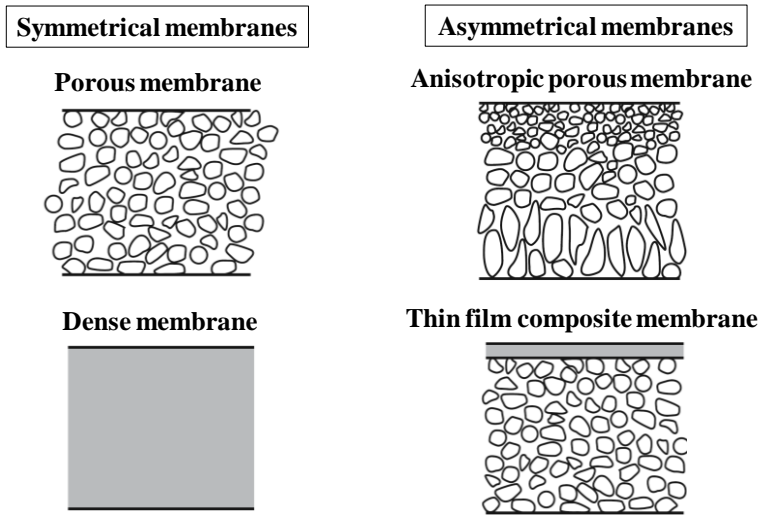 Symmetrical membranes
Asymmetrical membranes
Porous membrane
Anisotropic porous membrane
Dense membrane
Thin film composite membrane